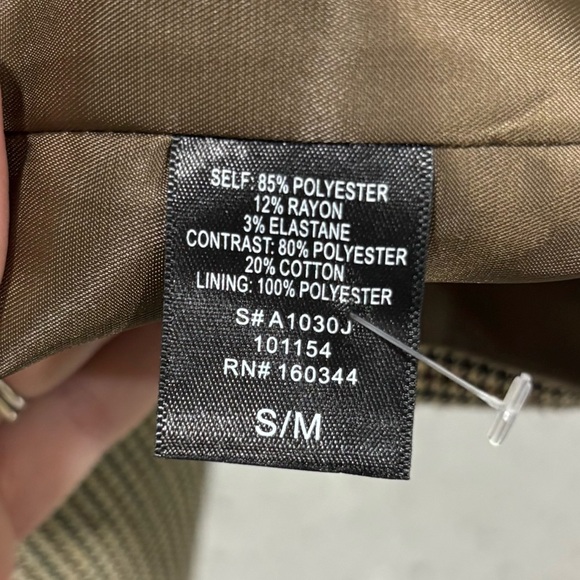 SELF: 85% POLYESTER
12% RAYON
3% ELASTANE
CONTRAST: 80% POLYESTER
20% COTTON
LINING: 100% POLYESTER
S# A1030J
101154
RN# 160344
S/M